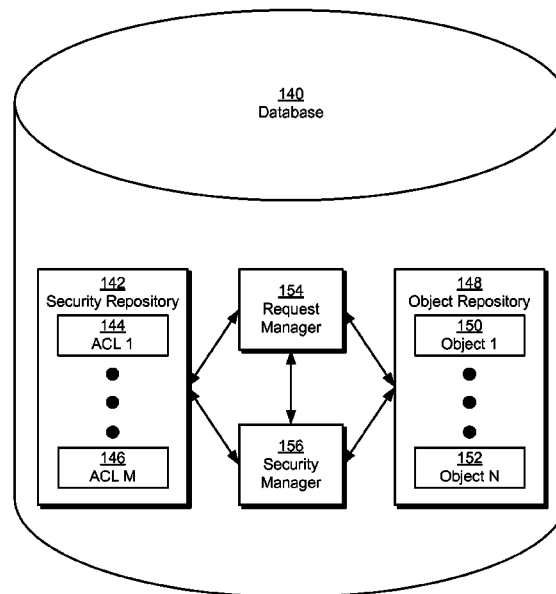 140
Database
142
Security Repository
144
ACL 1
146
ACL M
154
Request
Manager
156
Security
Manager
148
Object Repository
150
Object 1
152
Object N